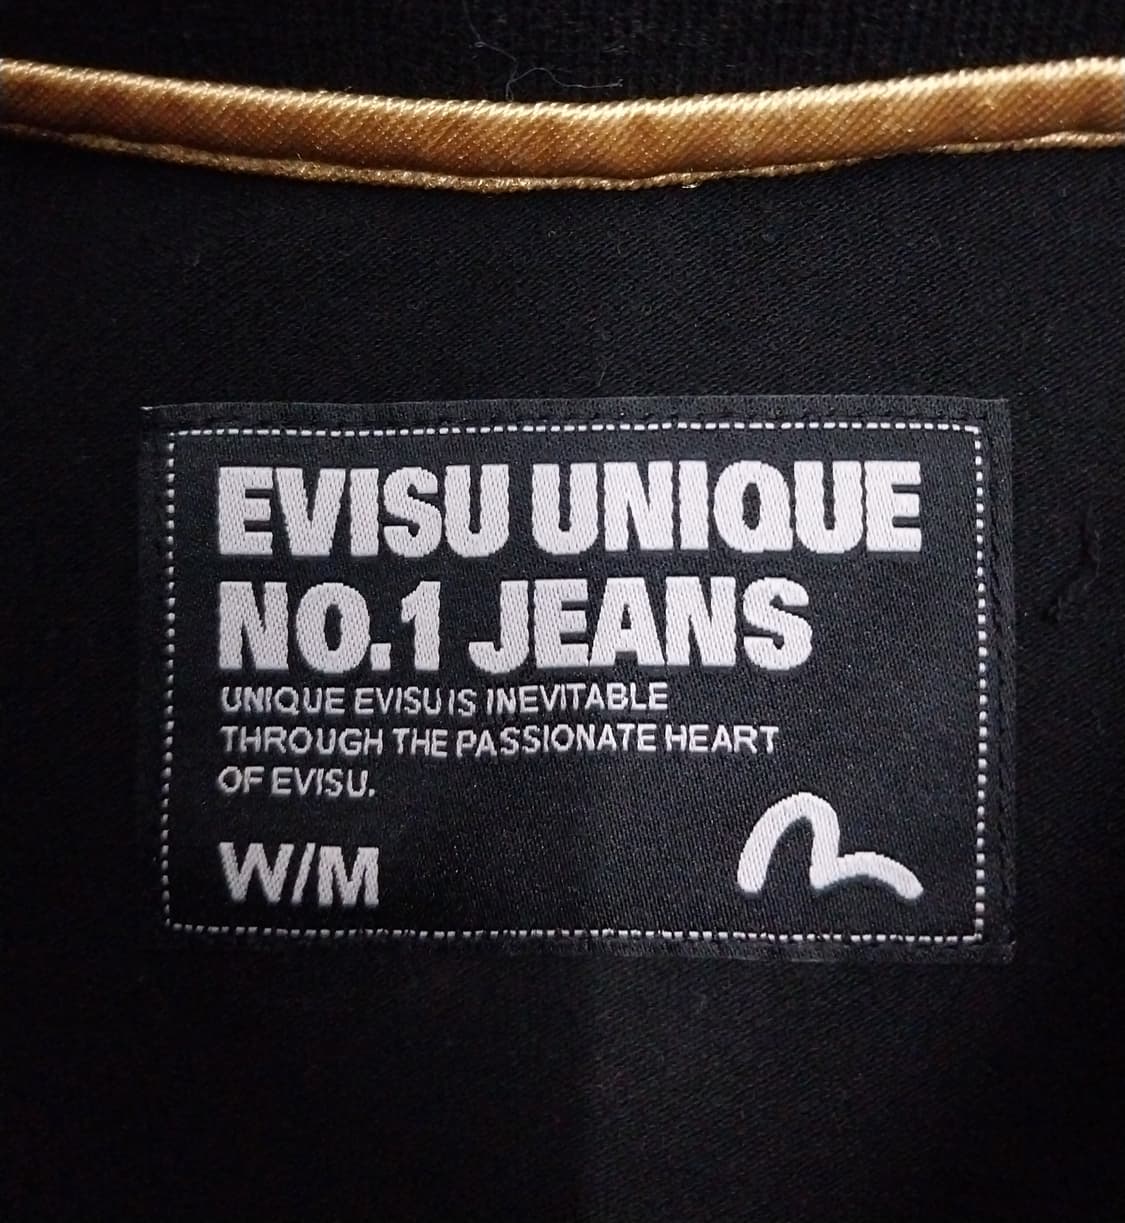 EVISU UNIQUE
NO.1 JEANS
UNIQUE EVISU IS INEVITABLE
THROUGH THE PASSIONATE HEART
OF EVISU.
W/M